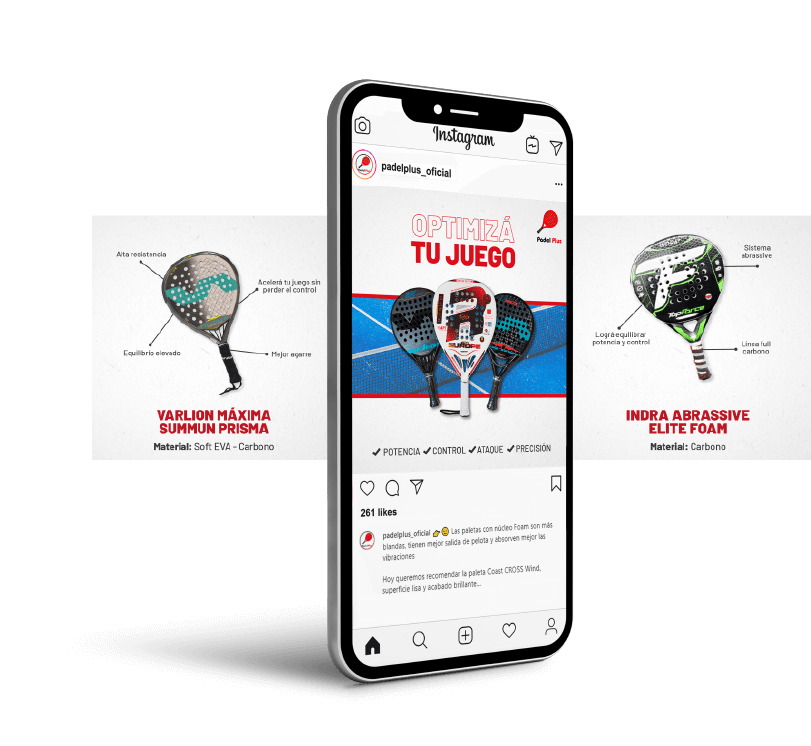 Instagram
padelplus_oficial
OPTIMIZÁ
TU JUEGO
Padel Plus
✓ POTENCIA ✓ CONTROL ✓ ATAQUE ✓ PRECISIÓN
261 likes
padelplus_oficial 👉🙂 Las paletas con núcleo Foam son más
blandas, tienen mejor salida de pelota y absorven mejor las
vibraciones
Hoy queremos recomendar la paleta Coast CROSS Wind,
superficie lisa y acabado brillante...
Alta resistencia
Acelerá tu juego sin
perder el control
Equilibrio elevado
Mejor agarre
VARLION MÁXIMA
SUMMUN PRISMA
Material: Soft EVA - Carbono
Sistema
abrassive
Lográ equilibrar
potencia y control
Línea full
carbono
Topforce
INDRA ABRASSIVE
ELITE FOAM
Material: Carbono